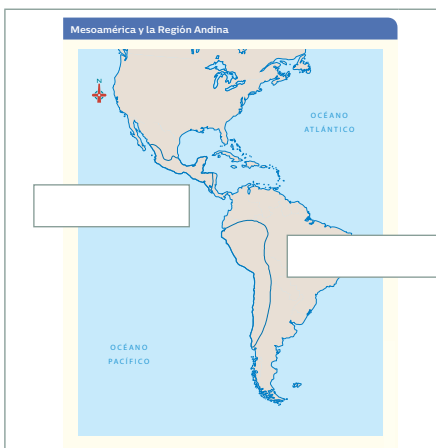 Mesoamérica y la Región Andina
N
OCÉANO
ATLÁNTICO
OCÉANO
PACÍFICO